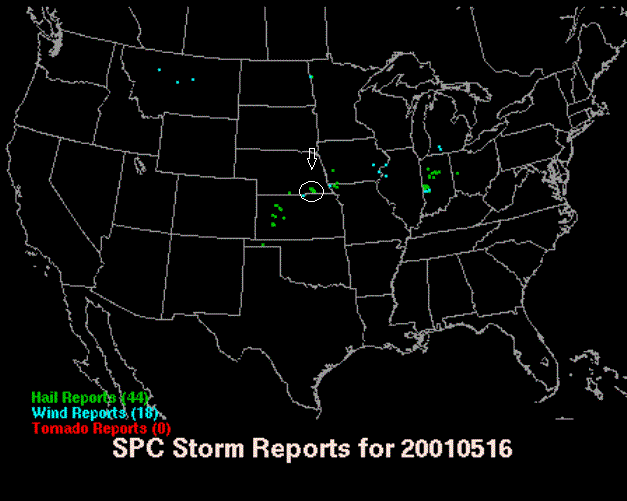 Hail Reports (44)
Wind Reports (18)
Tornado Reports (0)
SPC Storm Reports for 20010516